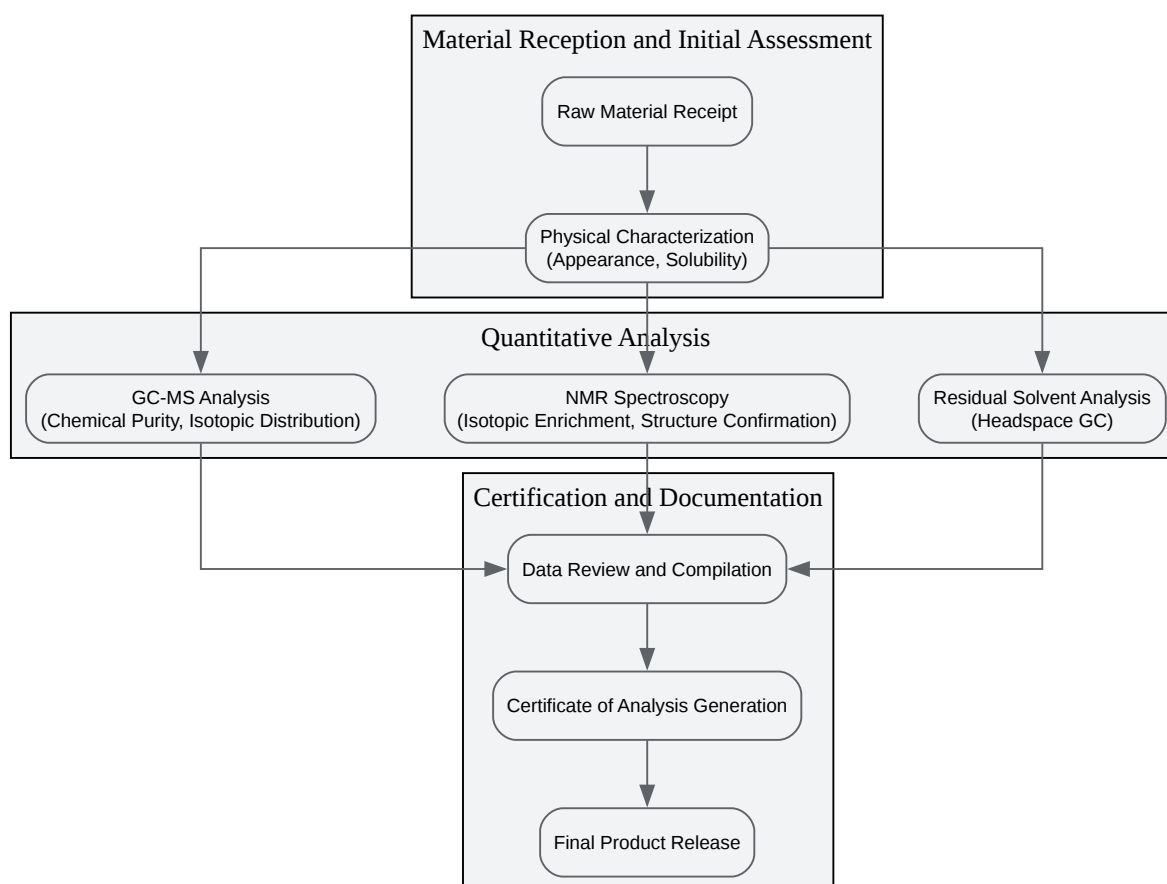 Material Reception and Initial Assessment
Raw Material Receipt
Physical Characterization
(Appearance, Solubility)
Quantitative Analysis
GC-MS Analysis
(Chemical Purity, Isotopic Distribution)
NMR Spectroscopy
(Isotopic Enrichment, Structure Confirmation)
Residual Solvent Analysis
(Headspace GC)
Certification and Documentation
Data Review and Compilation
Certificate of Analysis Generation
Final Product Release